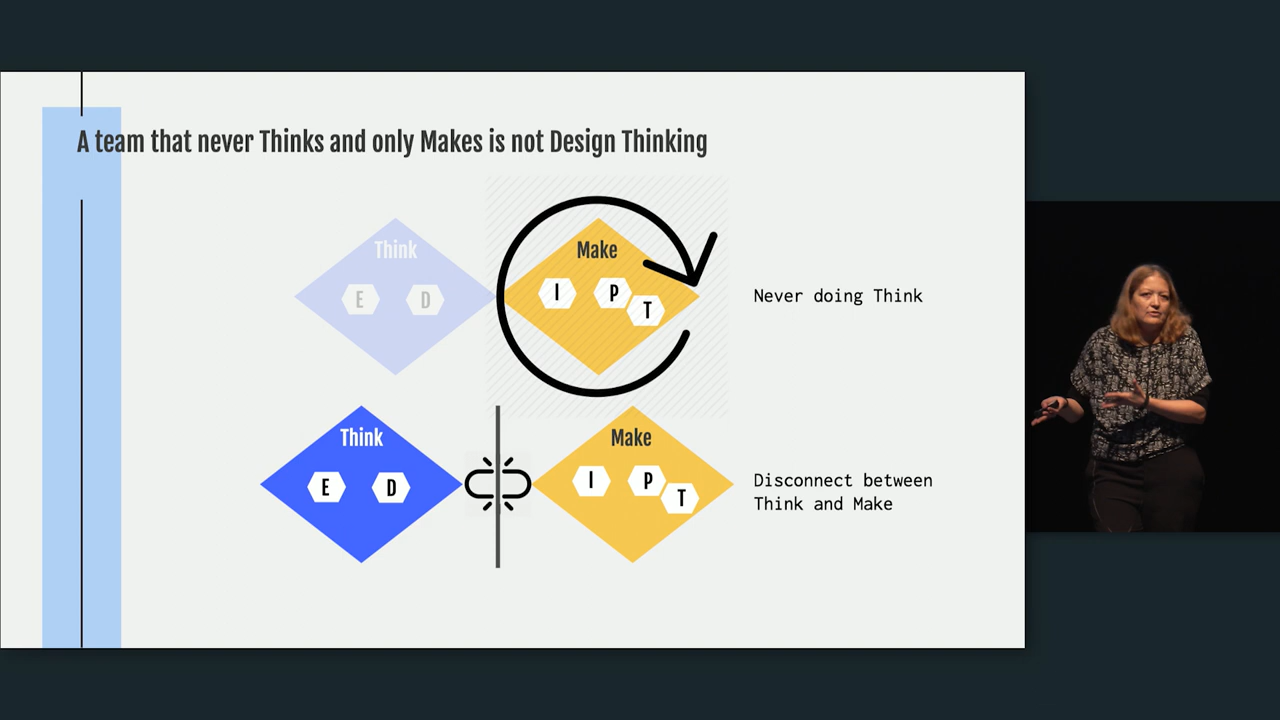 A team that never Thinks and only Makes is not Design Thinking
Think
E D
Make
I P T
Never doing Think
Think
E D
Make
I P T
Disconnect between
Think and Make